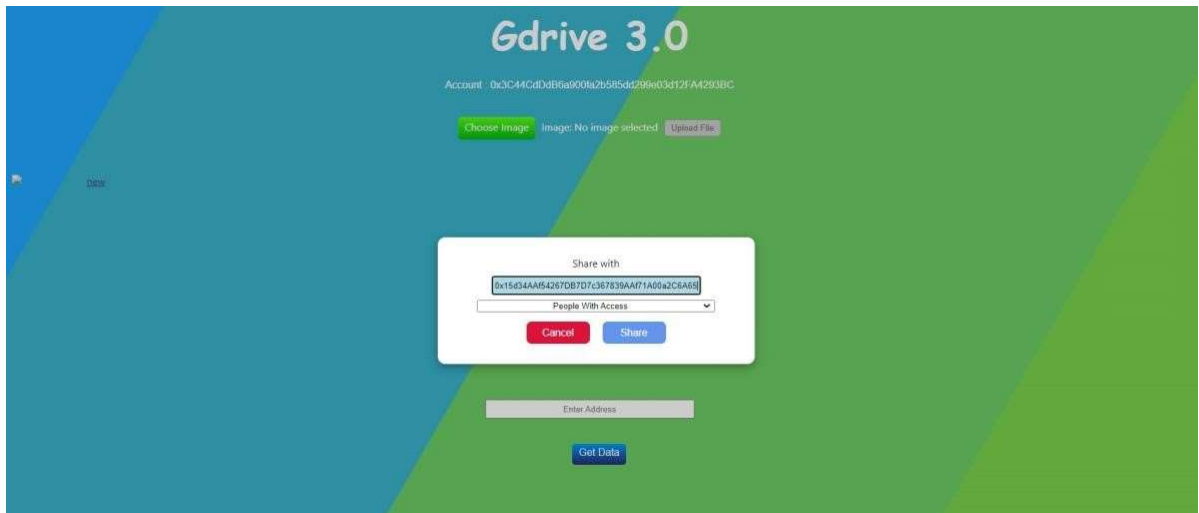 Gdrive 3.0
Account : 0x3C44CdDdB6a900fa2b585dd299e03d12FA4293BC
Choose Image Image: No image selected Upload File
new
Share with
0x15d34AAf54267DB7D7c367839AAf71A00a2C6A65
People With Access
Cancel Share
Enter Address
Get Data